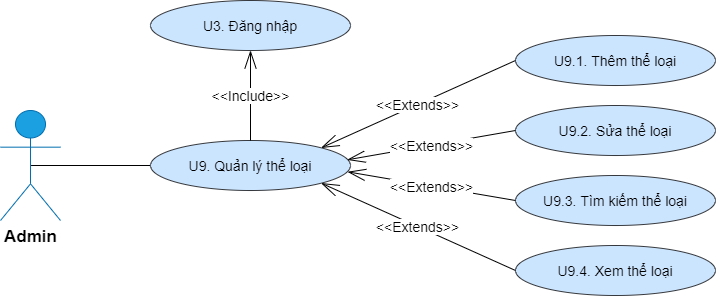 U3. Đăng nhập
<<Include>>
U9. Quản lý thể loại
Admin
<<Extends>>
<<Extends>>
<<Extends>>
<<Extends>>
U9.1. Thêm thể loại
U9.2. Sửa thể loại
U9.3. Tìm kiếm thể loại
U9.4. Xem thể loại